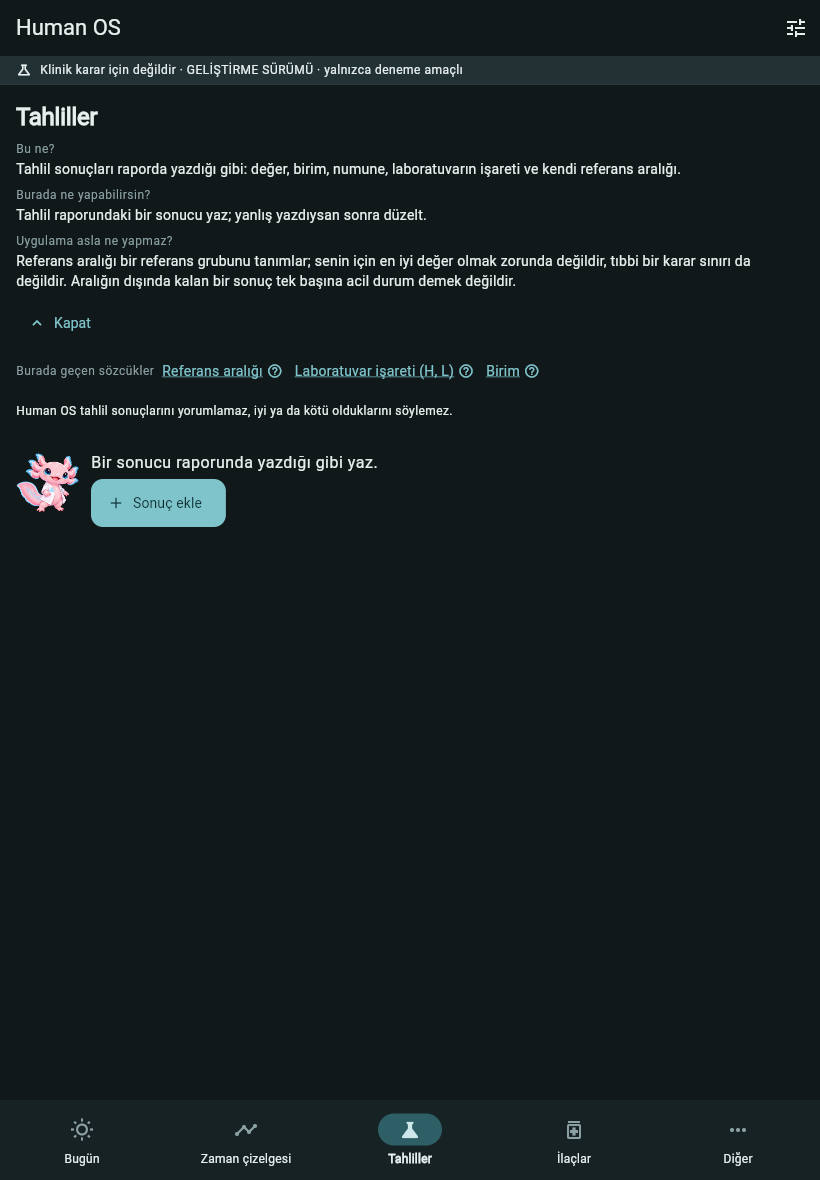 Human OS
Klinik karar için değildir · GELİŞTİRME SÜRÜMÜ · yalnızca deneme amaçlı
Tahliller
Bu ne?
Tahlil sonuçları raporda yazdığı gibi: değer, birim, numune, laboratuvarın işareti ve kendi referans aralığı.
Burada ne yapabilirsin?
Tahlil raporundaki bir sonucu yaz; yanlış yazdıysan sonra düzelt.
Uygulama asla ne yapmaz?
Referans aralığı bir referans grubunu tanımlar; senin için en iyi değer olmak zorunda değildir, tıbbi bir karar sınırı da
değildir. Aralığın dışında kalan bir sonuç tek başına acil durum demek değildir.
Kapat
Burada geçen sözcükler Referans aralığı Laboratuvar işareti (H, L) Birim
Human OS tahlil sonuçlarını yorumlamaz, iyi ya da kötü olduklarını söylemez.
Bir sonucu raporunda yazdığı gibi yaz.
Sonuç ekle
Bugün Zaman çizelgesi Tahliller İlaçlar Diğer